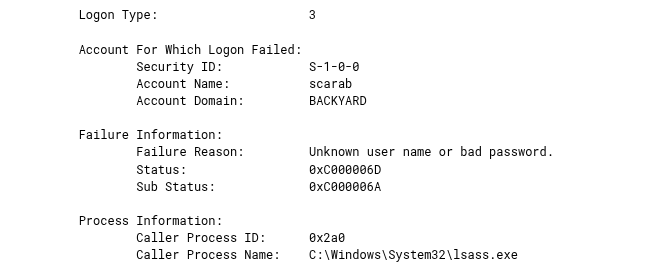 Logon Type: 3
Account For Which Logon Failed:
Security ID: S-1-0-0
Account Name: scarab
Account Domain: BACKYARD
Failure Information:
Failure Reason: Unknown user name or bad password.
Status: 0xC000006D
Sub Status: 0xC000006A
Process Information:
Caller Process ID: 0x2a0
Caller Process Name: C:\Windows\System32\lsass.exe